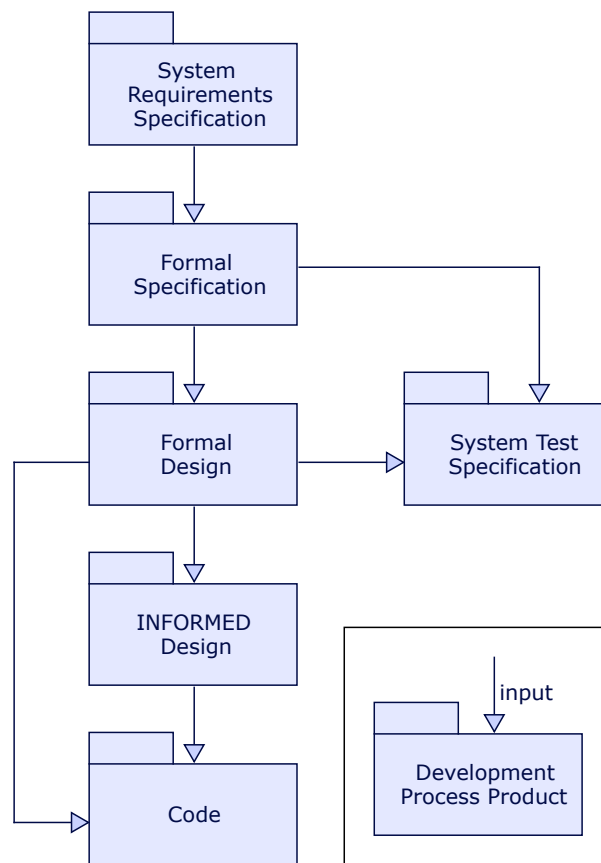 System
Requirements
Specification
Formal
Specification
Formal
Design
System Test
Specification
INFORMED
Design
input
Development
Process Product
Code